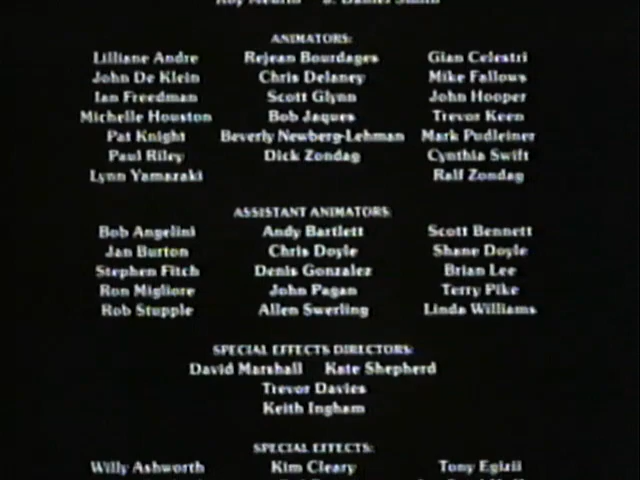 ANIMATORS:
Lilliane Andre Rejean Bourdages Gian Celestri
John De Klein Chris Delaney Mike Fallows
Ian Freedman Scott Glynn John Hooper
Michelle Houston Bob Jaques Trevor Keen
Pat Knight Beverly Newberg-Lehman Mark Pudleiner
Paul Riley Dick Zondag Cynthia Swift
Lynn Yamazaki Ralf Zondag
ASSISTANT ANIMATORS
Bob Angelini Andy Bartlett Scott Bennett
Jan Burton Chris Doyle Shane Doyle
Stephen Fitch Denis Gonzalez Brian Lee
Ron Migliore John Pagan Terry Pike
Rob Stupple Allen Swerling Linda Williams
SPECIAL EFFECTS DIRECTORS:
David Marshall Kate Shepherd
Trevor Davies
Keith Ingham
SPECIAL EFFECTS:
Willy Ashworth Kim Cleary Tony Egizii